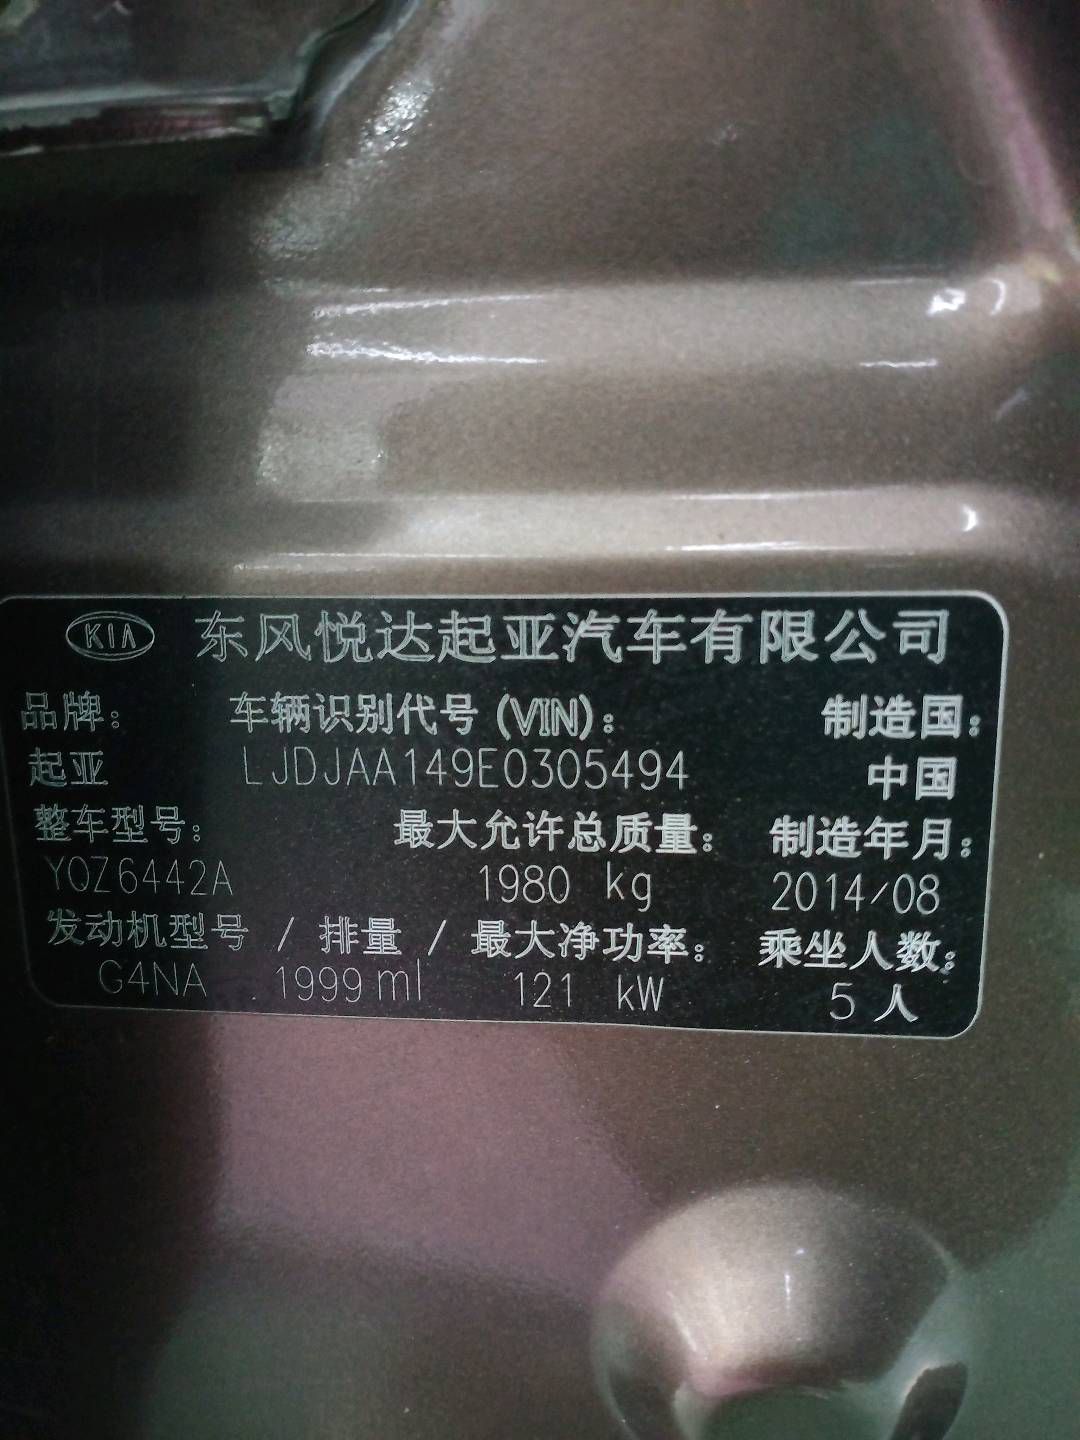 KIA 东风悦达起亚汽车有限公司
品牌: 车辆识别代号 (VIN): 制造国:
起亚 LJDJAA149E0305494 中国
整车型号: 最大允许总质量: 制造年月:
YQZ6442A 1980 kg 2014/08
发动机型号 / 排量 / 最大净功率: 乘坐人数:
G4NA 1999 ml 121 kW 5 人